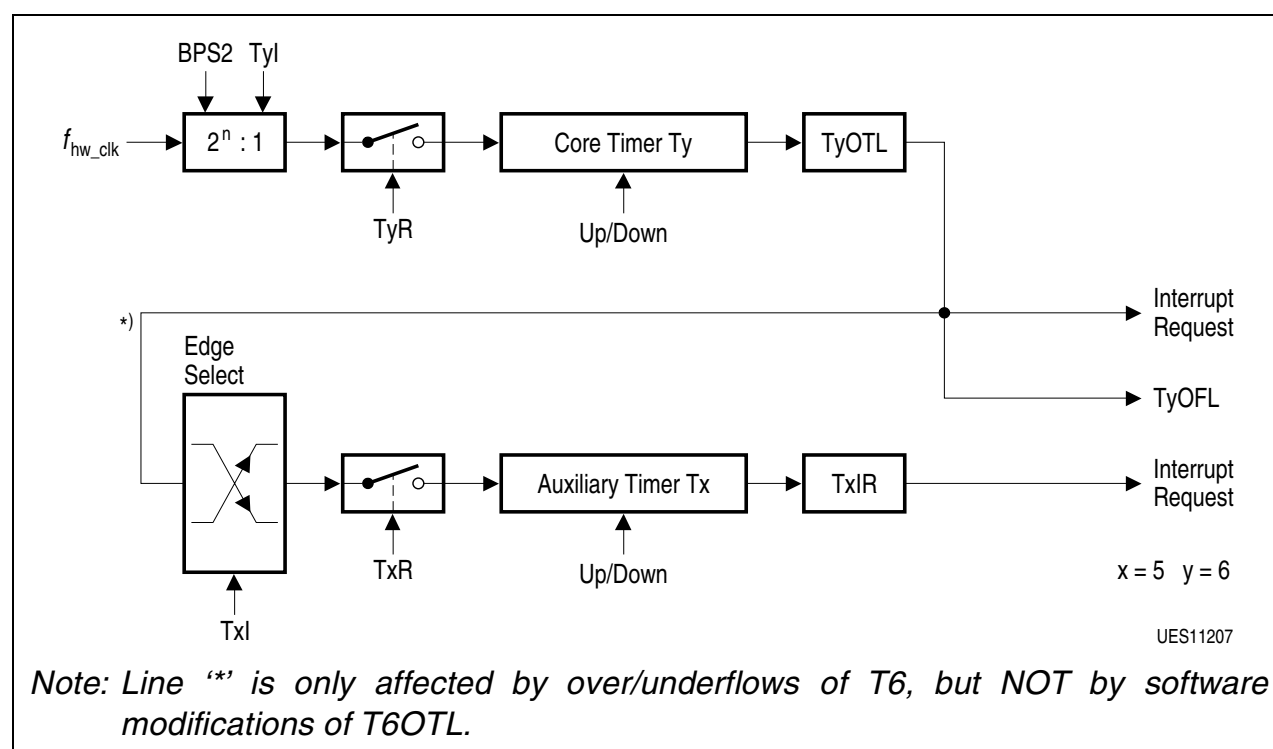 BPS2 TyI
fhw_clk
2n : 1
Core Timer Ty
TyOTL
TyR
Up/Down
*)
Interrupt
Request
Edge
Select
TyOFL
Auxiliary Timer Tx
TxIR
Interrupt
Request
TxR
Up/Down
x = 5 y = 6
TxI
UES11207
Note: Line ‘*’ is only affected by over/underflows of T6, but NOT by software
modifications of T6OTL.